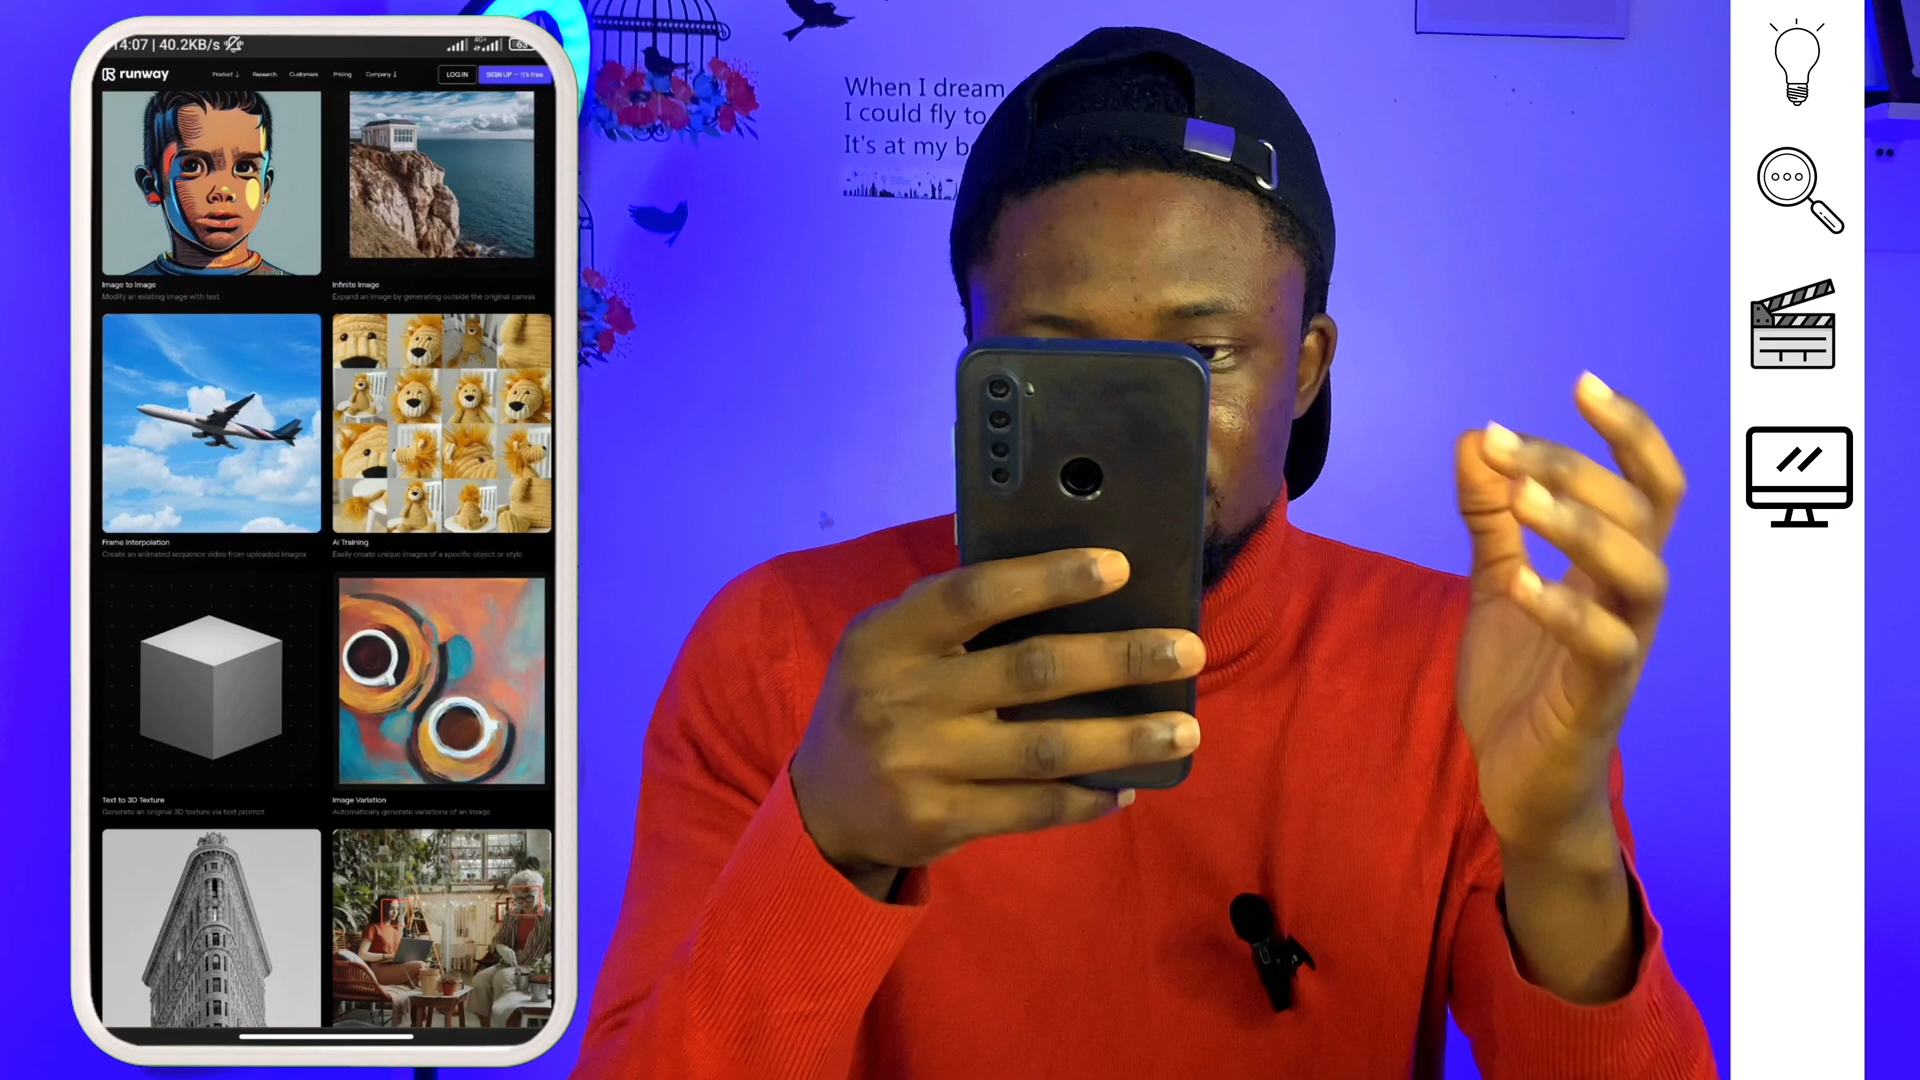 14:07 | 40.2KB/s
4G+
63
runway
Product ↓ Research Customers Pricing Company ↓ LOG IN SIGN UP — It's free
Image to Image
Modify an existing image with text
Infinite Image
Expand an image by generating outside the original canvas
Frame Interpolation
Create an animated sequence video from uploaded images
AI Training
Easily create unique images of a specific object or style
Text to 3D Texture
Generate an original 3D texture via text prompt
Image Variation
Automatically generate variations of an image
When I dream
I could fly to
It's at my